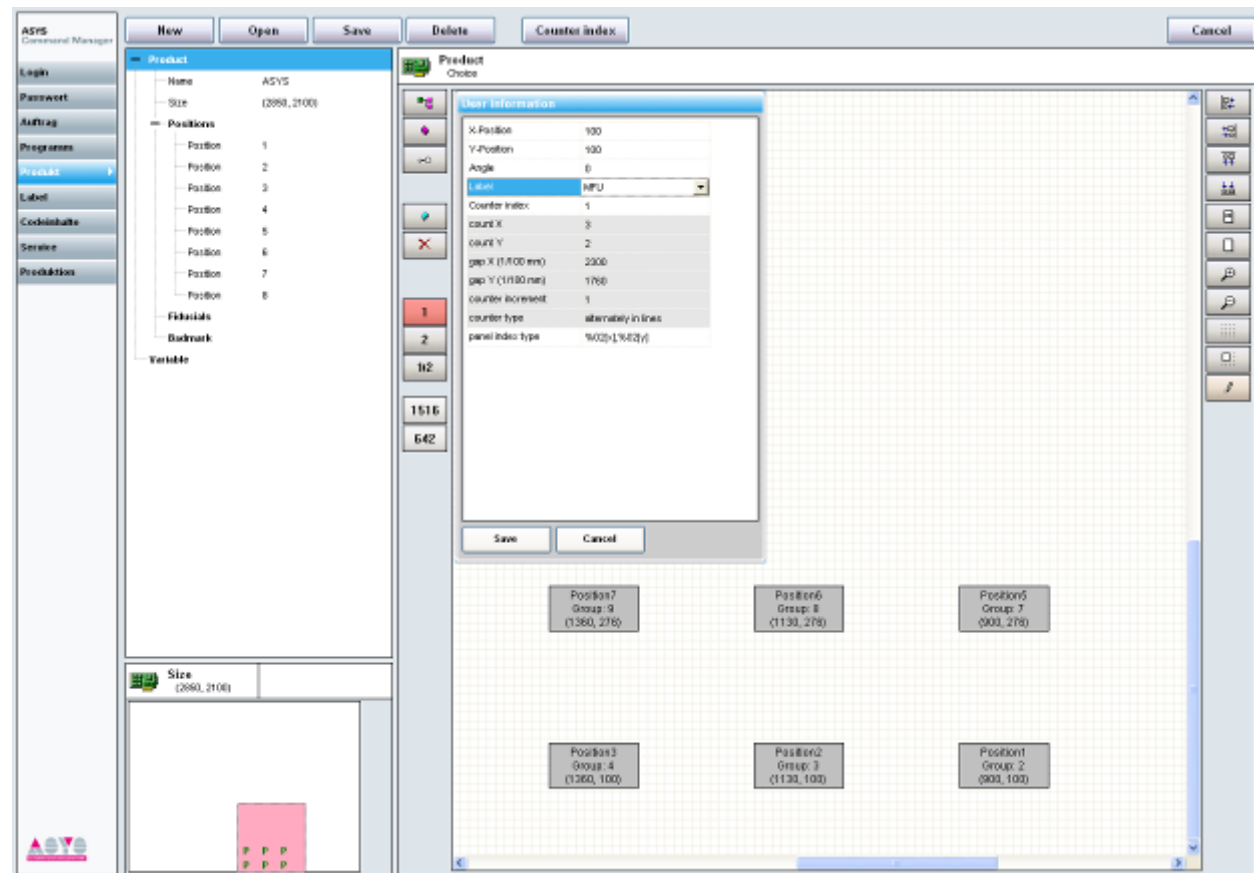 ASYS
Command Manager
New
Open
Save
Delete
Counter index
Cancel
Login
Passwort
Auftrag
Programm
Produkt
Label
Codeinhalte
Service
Produktion
Product
Name ASYS
Size (2860, 2100)
Positions
Position 1
Position 2
Position 3
Position 4
Position 5
Position 6
Position 7
Position 8
Fiducials
Badmark
Variable
Product
Choice
1
2
1+2
1516
642
User information
X-Position 100
Y-Position 100
Angle 0
Label MFU
Counter index 1
count X 3
count Y 2
gap X (1/100 mm) 2300
gap Y (1/100 mm) 1760
counter increment 1
counter type alternately in lines
panel index type %02[x],%02[y]
Save
Cancel
Position7
Group: 9
(1360, 276)
Position6
Group: 8
(1130, 276)
Position5
Group: 7
(900, 276)
Position3
Group: 4
(1360, 100)
Position2
Group: 3
(1130, 100)
Position1
Group: 2
(900, 100)
Size
(2860, 2100)
P P P
P P P
ASYS